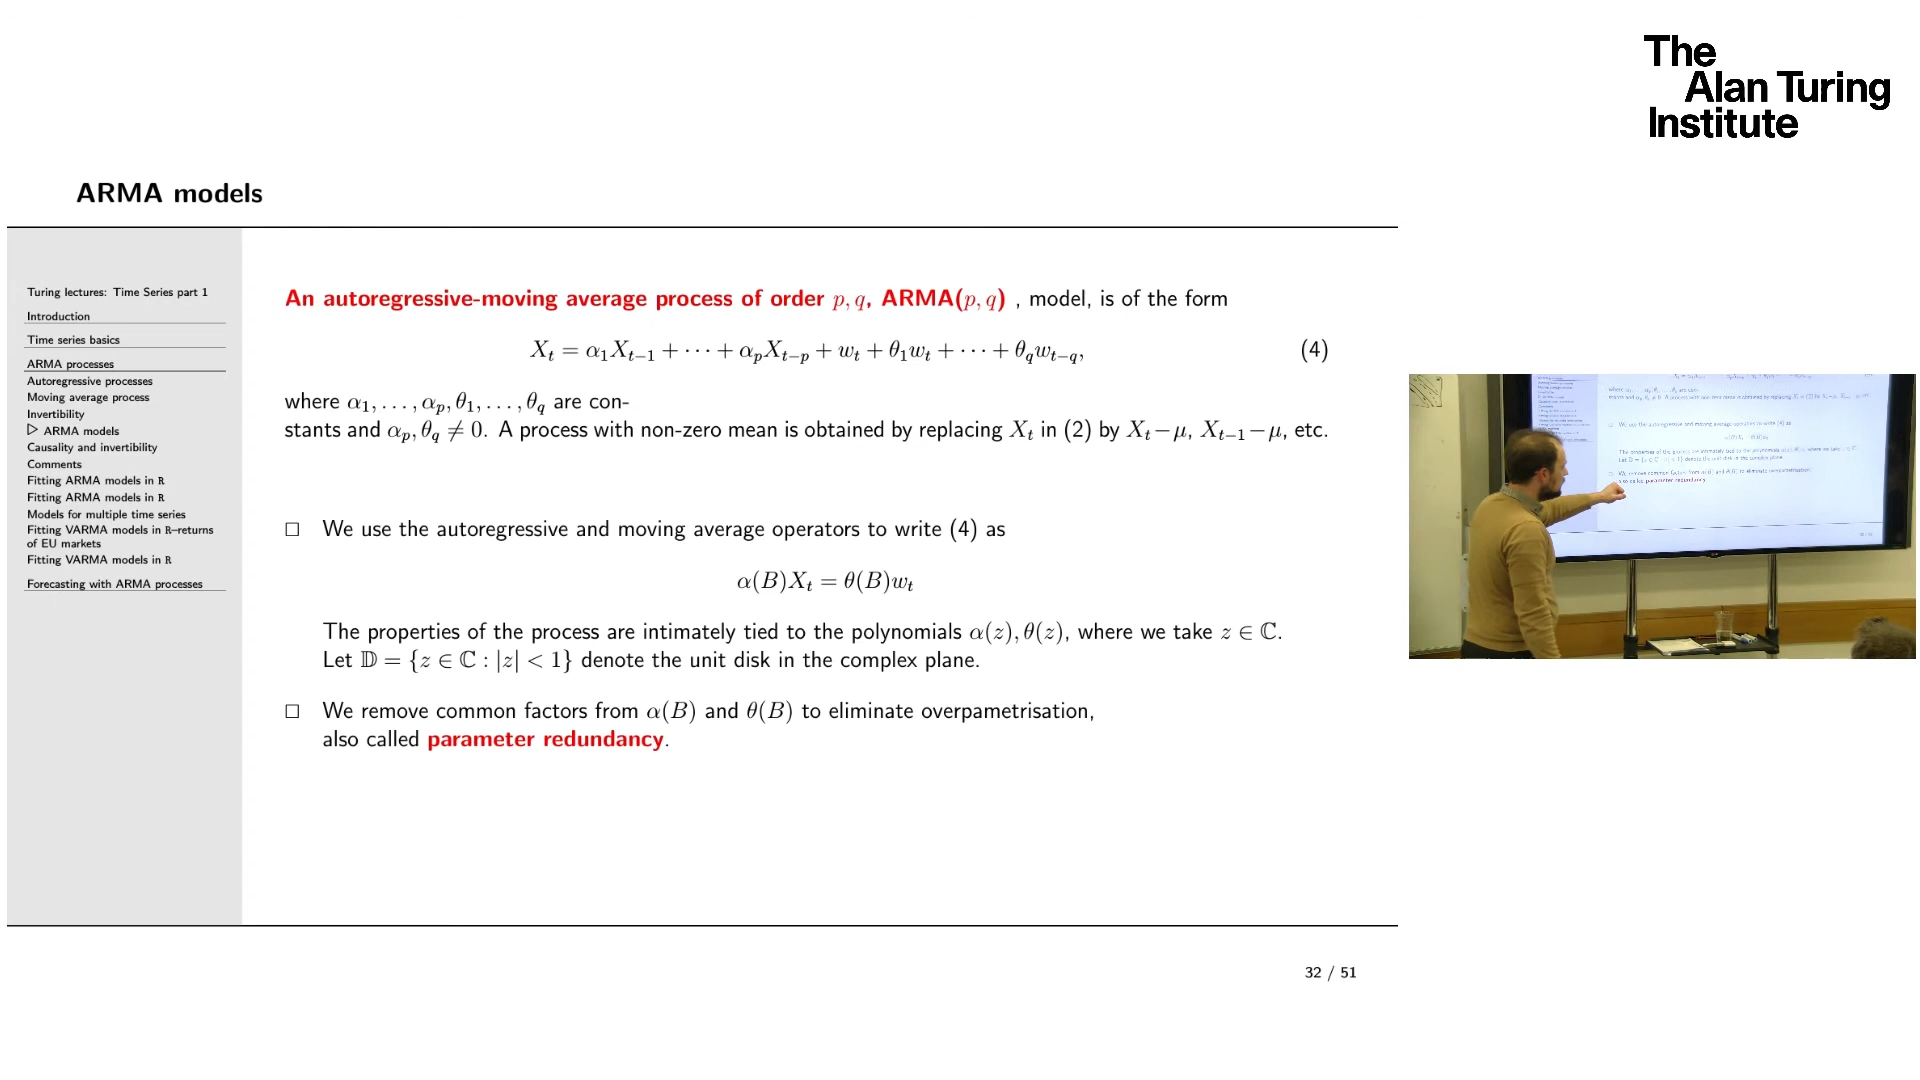 The
Alan Turing
Institute
ARMA models
Turing lectures: Time Series part 1
Introduction
Time series basics
ARMA processes
Autoregressive processes
Moving average process
Invertibility
▷ ARMA models
Causality and invertibility
Comments
Fitting ARMA models in R
Fitting ARMA models in R
Models for multiple time series
Fitting VARMA models in R–returns
of EU markets
Fitting VARMA models in R
Forecasting with ARMA processes
An autoregressive-moving average process of order p, q, ARMA(p, q) , model, is of the form
X_t = α_1X_{t−1} + ⋯ + α_pX_{t−p} + w_t + θ_1w_t + ⋯ + θ_qw_{t−q}, (4)
where α_1, . . . , α_p, θ_1, . . . , θ_q are con-
stants and α_p, θ_q ≠ 0. A process with non-zero mean is obtained by replacing X_t in (2) by X_t−μ, X_{t−1}−μ, etc.
□ We use the autoregressive and moving average operators to write (4) as
α(B)X_t = θ(B)w_t
The properties of the process are intimately tied to the polynomials α(z), θ(z), where we take z ∈ ℂ.
Let 𝔻 = {z ∈ ℂ : |z| < 1} denote the unit disk in the complex plane.
□ We remove common factors from α(B) and θ(B) to eliminate overpametrisation,
also called parameter redundancy.
32 / 51